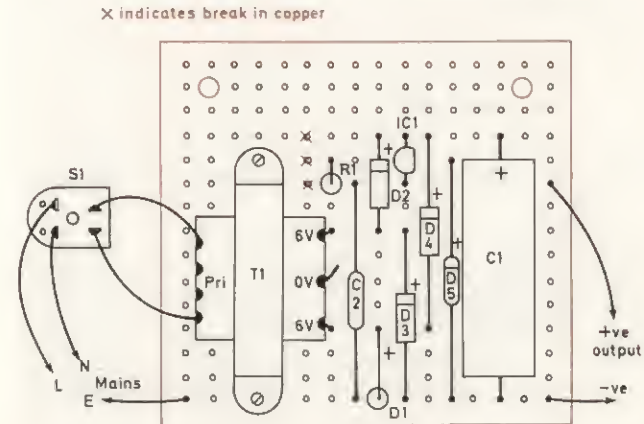 X indicates break in copper
IC1
S1
R1
+
D2
+
+
+
D4
6V
Pri
T1
0V
C2
D5
C1
D3
+
6V
+ve
output
N
L
Mains
E
+
D1
-ve